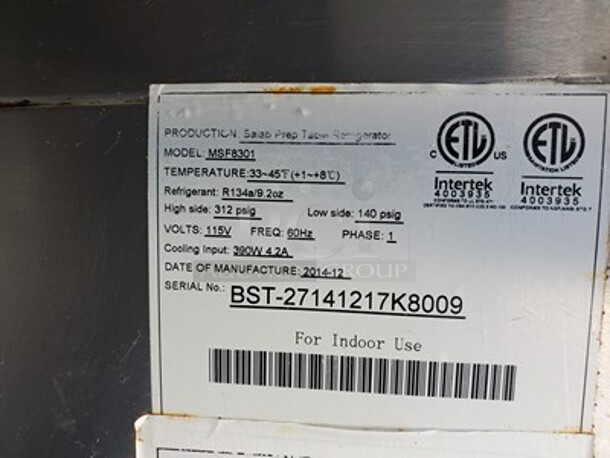 PRODUCTION: Salad Prep Table Refrigerator
MODEL: MSF8301
TEMPERATURE: 33~45℉(+1~+8℃)
Refrigerant: R134a/9.2oz
High side: 312 psig Low side: 140 psig
VOLTS: 115V FREQ: 60Hz PHASE: 1
Cooling Input: 390W 4.2A
DATE OF MANUFACTURE: 2014-12
SERIAL No.: BST-27141217K8009
For Indoor Use
ETL
C US
Intertek
4003935
ETL
Intertek
4003935
GROUP